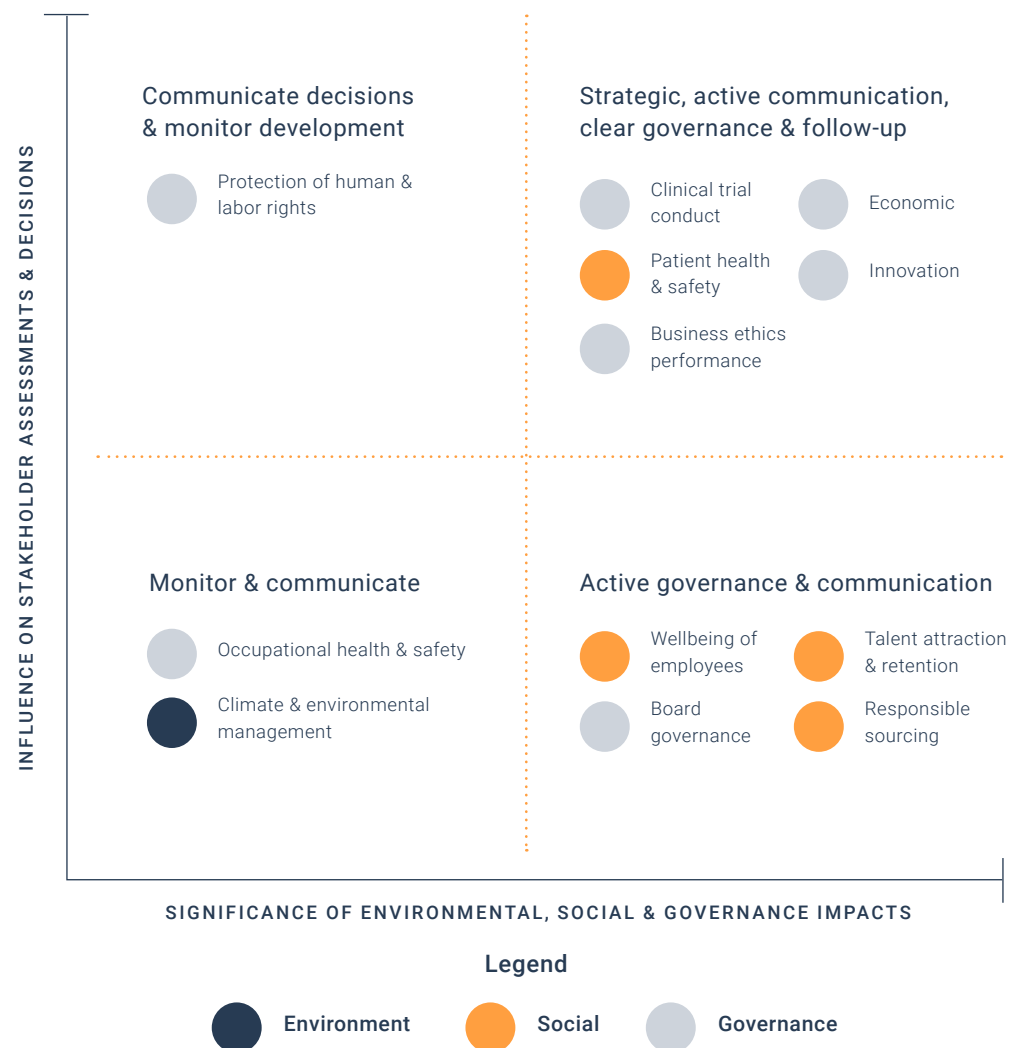 INFLUENCE ON STAKEHOLDER ASSESSMENTS & DECISIONS
Communicate decisions
& monitor development
Protection of human &
labor rights
Strategic, active communication,
clear governance & follow-up
Clinical trial
conduct
Economic
Patient health
& safety
Innovation
Business ethics
performance
Monitor & communicate
Occupational health & safety
Climate & environmental
management
Active governance & communication
Wellbeing of
employees
Talent attraction
& retention
Board
governance
Responsible
sourcing
SIGNIFICANCE OF ENVIRONMENTAL, SOCIAL & GOVERNANCE IMPACTS
Legend
Environment
Social
Governance